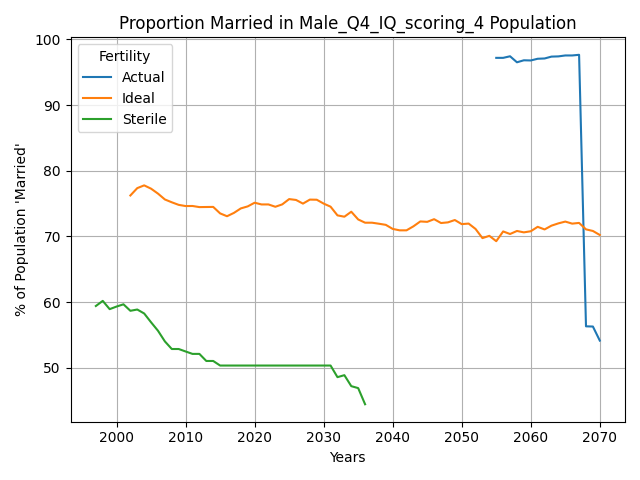 Proportion Married in Male_Q4_IQ_scoring_4 Population
% of Population 'Married'
100
90
80
70
60
50
Fertility
Actual
Ideal
Sterile
2000 2010 2020 2030 2040 2050 2060 2070
Years